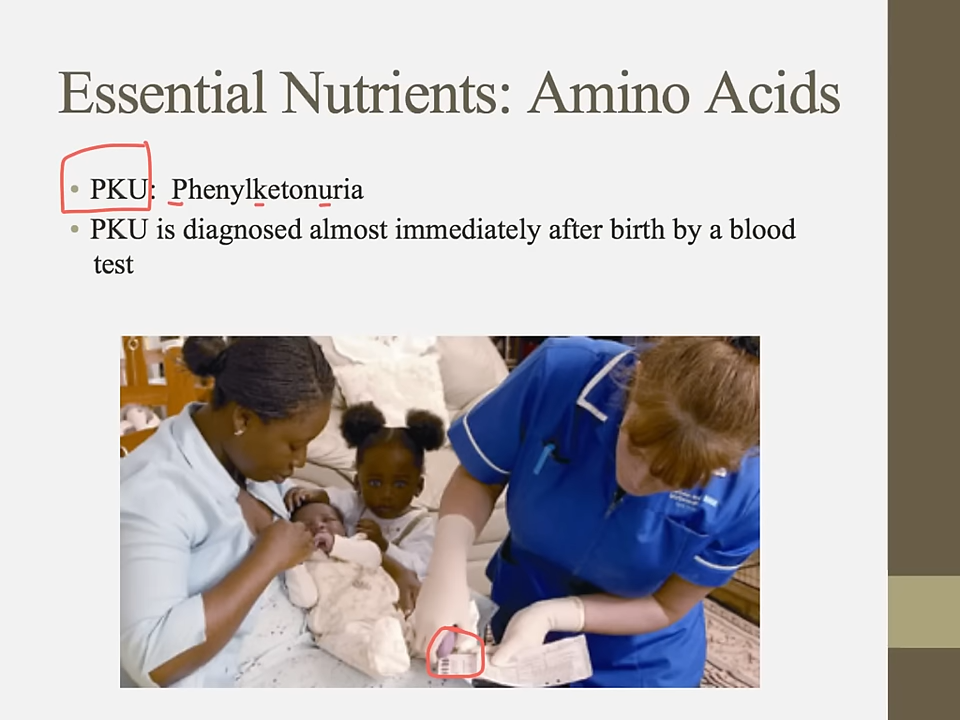 Essential Nutrients: Amino Acids
• PKU: Phenylketonuria
• PKU is diagnosed almost immediately after birth by a blood
test